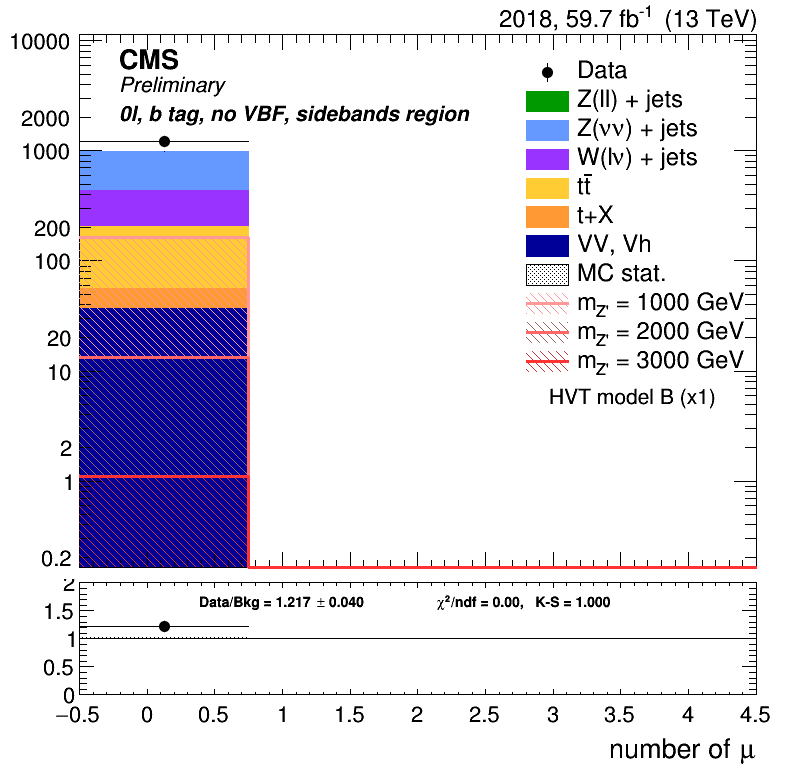 2018, 59.7 fb⁻¹ (13 TeV)
CMS
Preliminary
0l, b tag, no VBF, sidebands region
Data
Z(ll) + jets
Z(νν) + jets
W(lν) + jets
tt̄
t+X
VV, Vh
MC stat.
m_Z' = 1000 GeV
m_Z' = 2000 GeV
m_Z' = 3000 GeV
HVT model B (x1)
10000
2000
1000
200
100
20
10
2
1
0.2
Data/Bkg = 1.217 ± 0.040 χ²/ndf = 0.00, K-S = 1.000
2
1.5
1
0.5
0
−0.5 0 0.5 1 1.5 2 2.5 3 3.5 4 4.5
number of μ